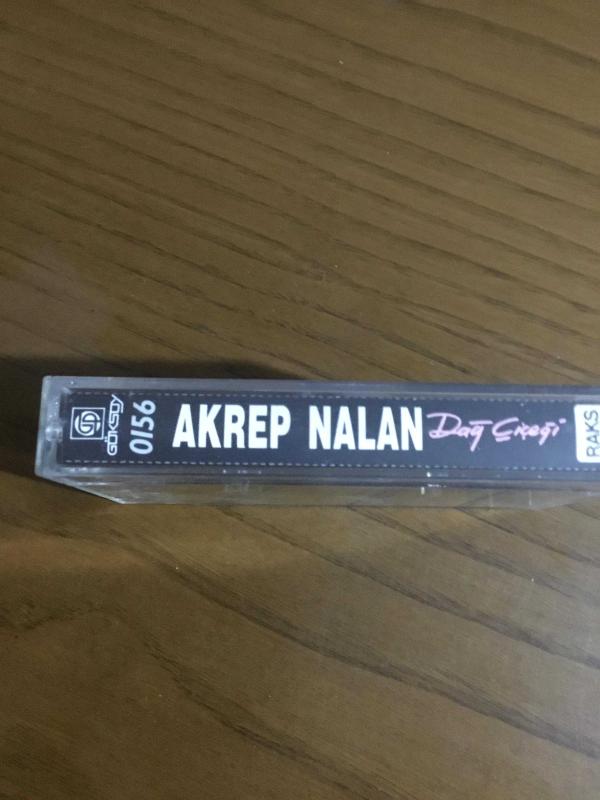 GÖKSOY
0156
AKREP NALAN Dağ Çiçeği
RAKS